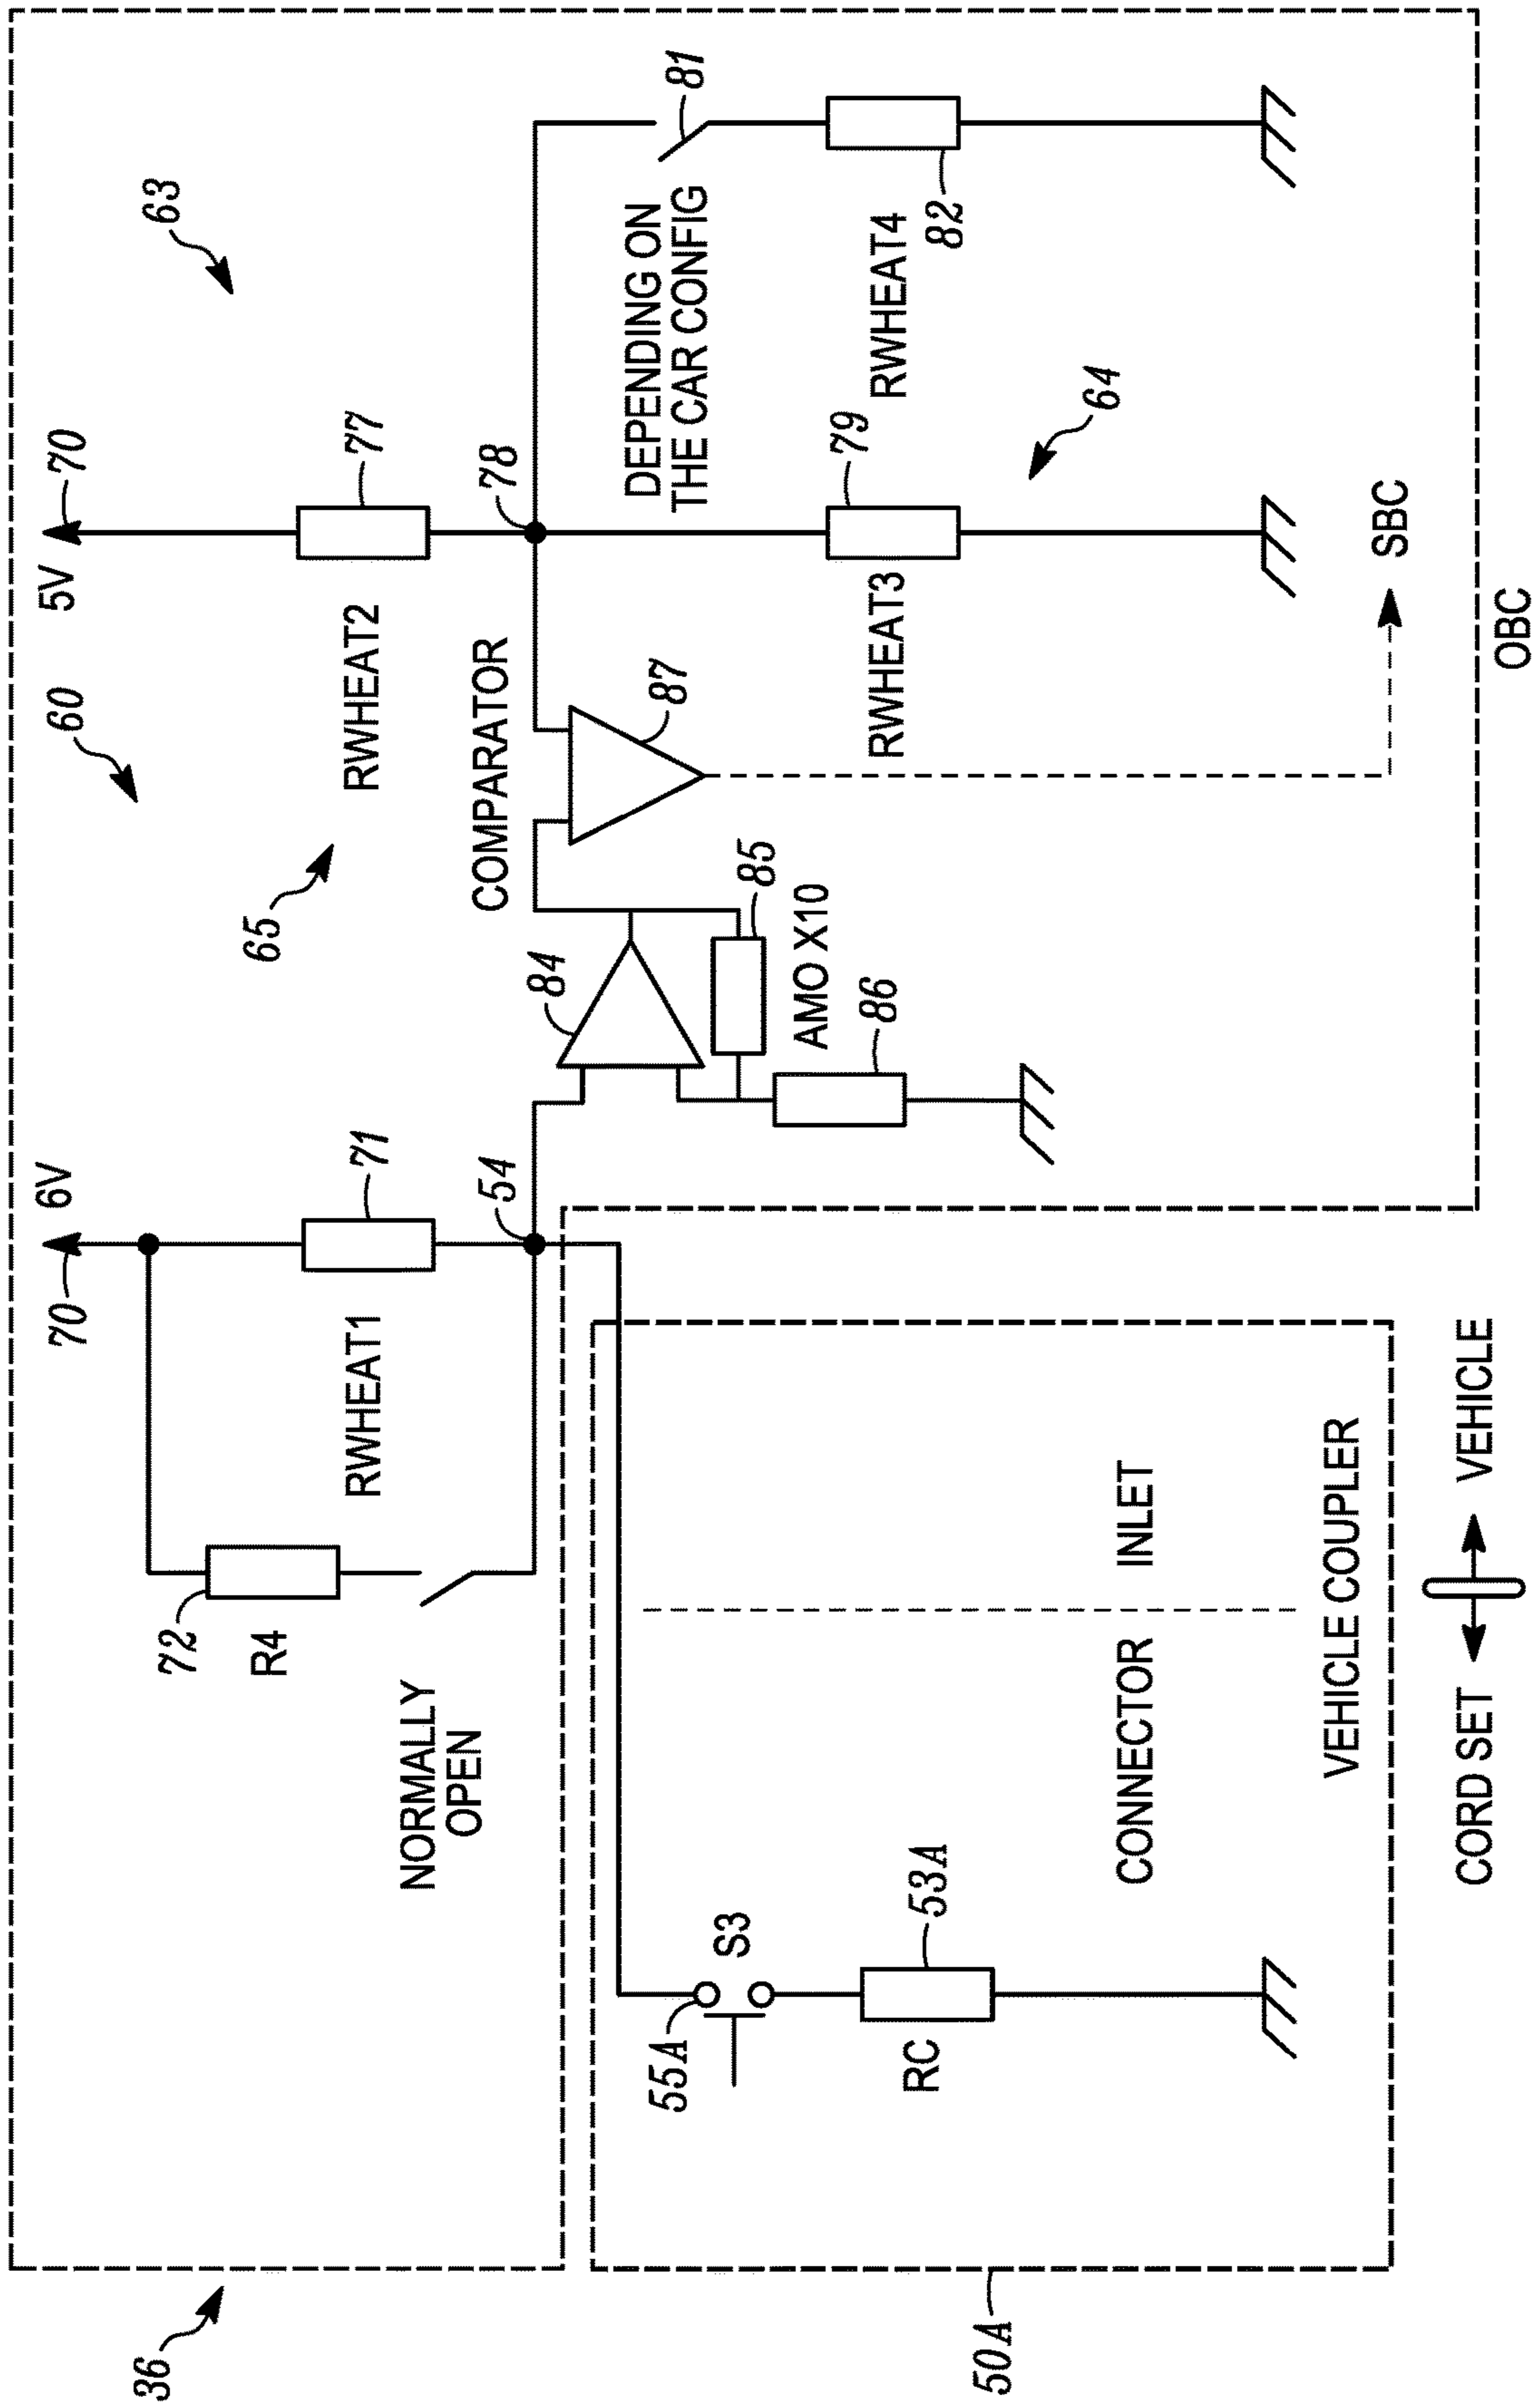 36
60
63
65
70
6V
5V
70
72
R4
RWHEAT1
71
RWHEAT2
77
NORMALLY
OPEN
54
84
COMPARATOR
78
87
DEPENDING ON
THE CAR CONFIG
81
85
AMO X10
86
RWHEAT3
79
RWHEAT4
82
64
55A
S3
RC
53A
CONNECTOR
INLET
50A
VEHICLE COUPLER
SBC
CORD SET
VEHICLE
OBC